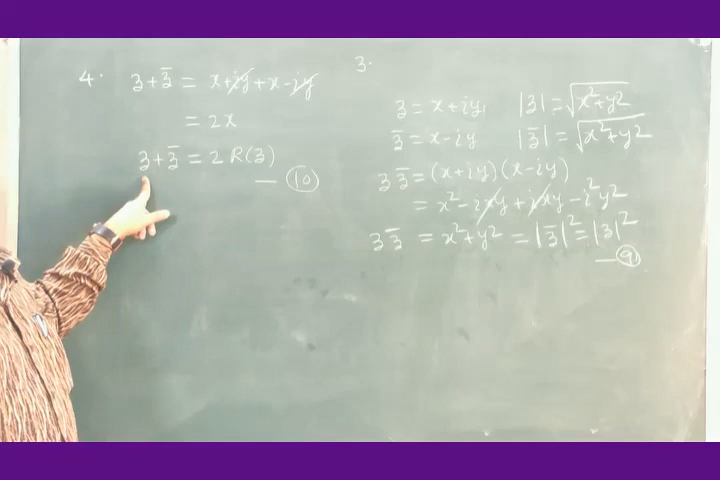 4. z + z̄ = x + iy + x - iy
= 2x
z + z̄ = 2 R(z) — (10)
3.
z = x + iy, |z| = √(x² + y²)
z̄ = x - iy |z̄| = √(x² + y²)
z z̄ = (x + iy)(x - iy)
= x² - ixy + ixy - i²y²
z z̄ = x² + y² = |z̄|² = |z|²
— (9)